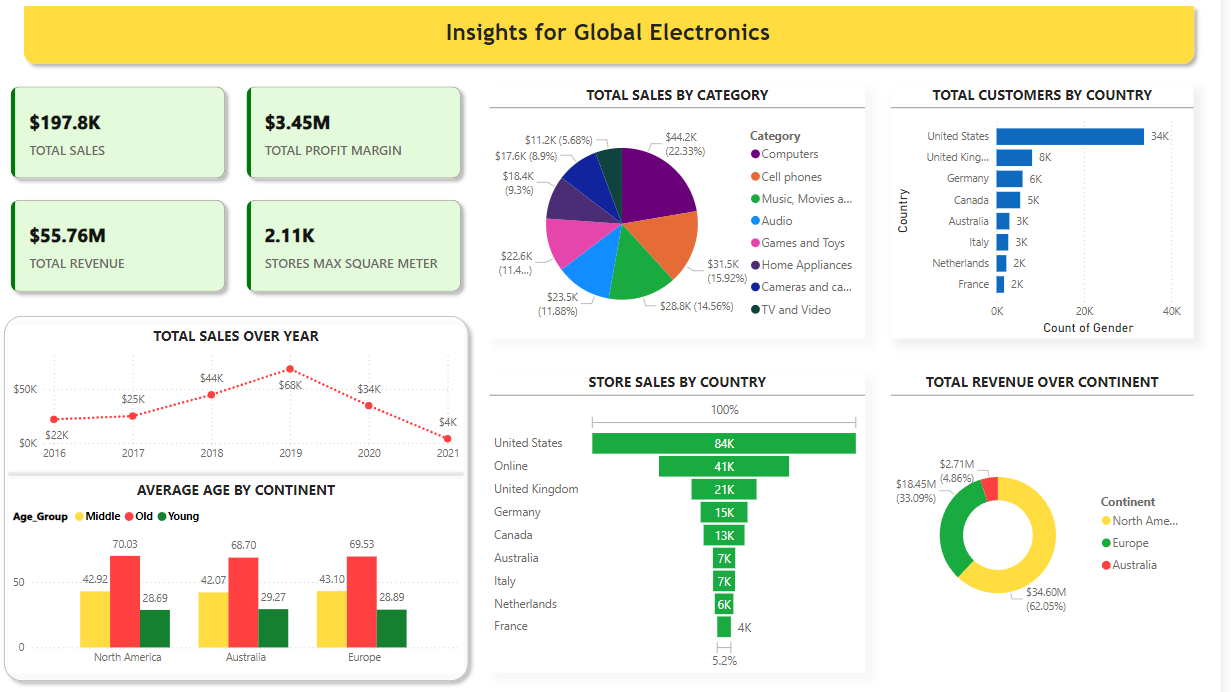 Insights for Global Electronics
$197.8K
TOTAL SALES
$3.45M
TOTAL PROFIT MARGIN
$55.76M
TOTAL REVENUE
2.11K
STORES MAX SQUARE METER
TOTAL SALES OVER YEAR
$50K
$0K
$22K
$25K
$44K
$68K
$34K
$4K
2016
2017
2018
2019
2020
2021
AVERAGE AGE BY CONTINENT
Age_Group
Middle
Old
Young
50
0
42.92
70.03
28.69
42.07
68.70
29.27
43.10
69.53
28.89
North America
Australia
Europe
TOTAL SALES BY CATEGORY
$44.2K
(22.33%)
$31.5K
(15.92%)
$28.8K (14.56%)
$23.5K
(11.88%)
$22.6K
(11.4...)
$18.4K
(9.3%)
$17.6K (8.9%)
$11.2K (5.68%)
Category
Computers
Cell phones
Music, Movies a...
Audio
Games and Toys
Home Appliances
Cameras and ca...
TV and Video
TOTAL CUSTOMERS BY COUNTRY
Country
United States
34K
United King...
8K
Germany
6K
Canada
5K
Australia
3K
Italy
3K
Netherlands
2K
France
2K
0K
20K
40K
Count of Gender
STORE SALES BY COUNTRY
100%
United States
84K
Online
41K
United Kingdom
21K
Germany
15K
Canada
13K
Australia
7K
Italy
7K
Netherlands
6K
France
4K
5.2%
TOTAL REVENUE OVER CONTINENT
$2.71M
(4.86%)
$18.45M
(33.09%)
$34.60M
(62.05%)
Continent
North Ame...
Europe
Australia